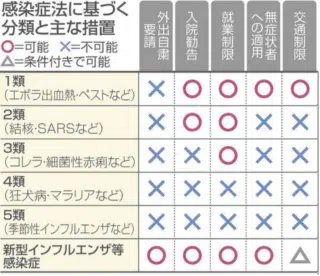 感染症法に基づく
分類と主な措置
○=可能 ×=不可能
△=条件付きで可能
外出自粛要請
入院勧告
就業制限
無症状者への適用
交通制限
1類
(エボラ出血熱・ペストなど)
× ○ ○ ○ ○
2類
(結核・SARSなど)
× ○ ○ × ×
3類
(コレラ・細菌性赤痢など)
× × ○ × ×
4類
(狂犬病・マラリアなど)
× × × × ×
5類
(季節性インフルエンザなど)
× × × × ×
新型インフルエンザ等
感染症
○ ○ ○ ○ △